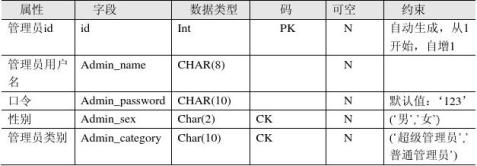 属性 字段 数据类型 码 可空 约束
管理员id id Int PK N 自动生成，从1
开始，自增1
管理员用户 Admin_name CHAR(8) N
名
口令 Admin_password CHAR(10) N 默认值：‘123’
性别 Admin_sex Char(2) CK N (‘男’,’女’)
管理员类别 Admin_category Char(10) CK N (‘超级管理员’,’
普通管理员’)